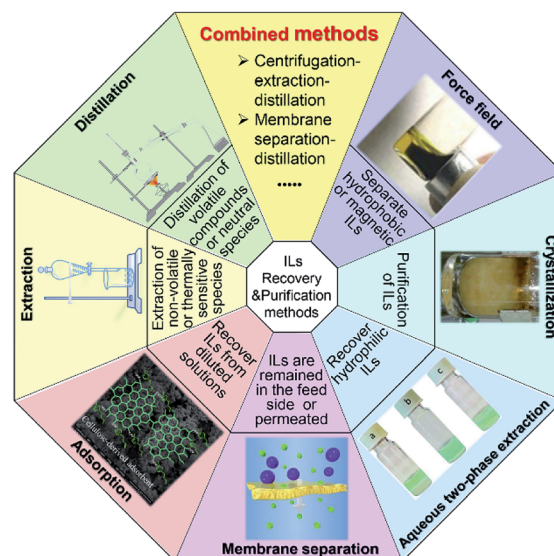 Combined methods
➢ Centrifugation-
extraction-
distillation
➢ Membrane
separation-
distillation
.....
Force field
Separate
hydrophobic
or magnetic
ILs
Crystallization
Purification
of ILs
Aqueous two-phase extraction
a
b
c
Recover
hydrophilic
ILs
Membrane separation
ILs are
remained
in the feed
side or
permeated
Adsorption
cellulose-derived adsorbent
Recover
ILs from
diluted
solutions
Extraction
Extraction of
non-volatile
or thermally
sensitive
species
Distillation
Distillation of
volatile
compounds
or neutral
species
ILs
Recovery
&Purification
methods